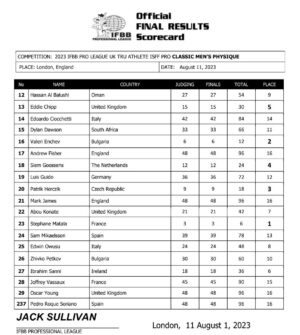 Official
FINAL RESULTS
Scorecard
IFBB
PROFESSIONAL LEAGUE
COMPETITION: 2023 IFBB PRO LEAGUE UK TRU ATHLETE ISFF PRO CLASSIC MEN'S PHYSIQUE
PLACE: London, England DATE: August 11, 2023
No NAME COUNTRY JUDGING FINALS TOTAL PLACE
12 Hassan Al Balushi Oman 27 27 54 9
13 Eddie Chipp United Kingdom 15 15 30 5
14 Edoardo Ciocchetti Italy 42 42 84 14
15 Dylan Dawson South Africa 33 33 66 11
16 Valeri Enchev Bulgaria 6 6 12 2
17 Andrew Fisher England 48 48 96 16
18 Siem Goossens The Netherlands 12 12 24 4
19 Luis Guido Germany 36 36 72 12
20 Patrik Herczik Czech Republic 9 9 18 3
21 Mark James England 48 48 96 16
22 Abou Konate United Kingdom 21 21 42 7
23 Stephane Matala France 3 3 6 1
24 Sam Mikaelsson Spain 39 39 78 13
25 Edwin Owusu Italy 24 24 48 8
26 Zhivko Petkov Bulgaria 30 30 60 10
27 Ibrahim Sanni Ireland 18 18 36 6
28 Joffrey Vassaux France 45 45 90 15
29 Oscar Young United Kingdom 48 48 96 16
237 Pedro Roque Soriano Spain 48 48 96 16
JACK SULLIVAN
IFBB PROFESSIONAL LEAGUE
London, 11 August 1, 2023